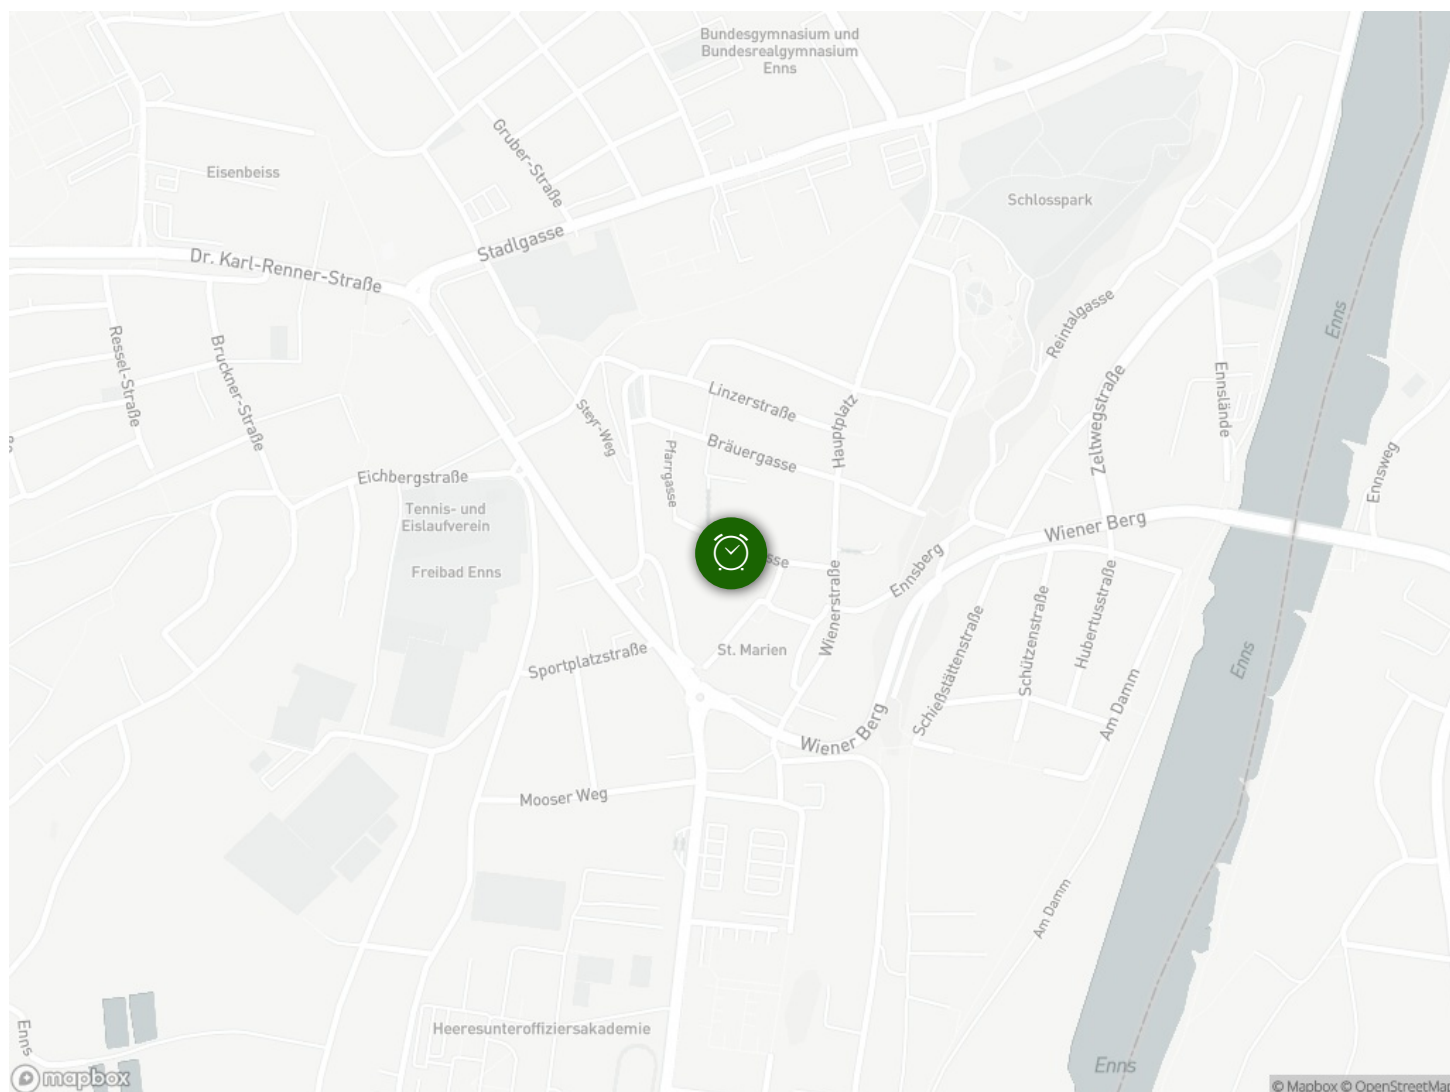 Bundesgymnasium und
Bundesrealgymnasium
Enns
Gruber-Straße
Eisenbeiss
Schlosspark
Stadlgasse
Dr. Karl-Renner-Straße
Reintalgasse
Enns
Ressel-Straße
Bruckner-Straße
Steyr-Weg
Linzerstraße
Hauptplatz
Zeltwegstraße
Ennslände
Pfarrgasse
Bräuergasse
Ennsweg
Eichbergstraße
Tennis- und
Eislaufverein
Wiener Berg
Freibad Enns
sse
Ennsberg
Wienerstraße
Schießstättenstraße
Schützenstraße
Hubertusstraße
Sportplatzstraße
St. Marien
Enns
Am Damm
Wiener Berg
Mooser Weg
Am Damm
Enns
Heeresunteroffiziersakademie
Enns
mapbox
© Mapbox © OpenStreetMap